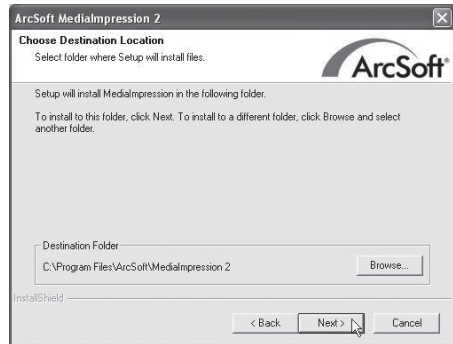 ArcSoft MediaImpression 2
Choose Destination Location
Select folder where Setup will install files.
ArcSoft®
Setup will install MediaImpression in the following folder.
To install to this folder, click Next. To install to a different folder, click Browse and select
another folder.
Destination Folder
C:\Program Files\ArcSoft\MediaImpression 2
Browse...
InstallShield
< Back
Next >
Cancel